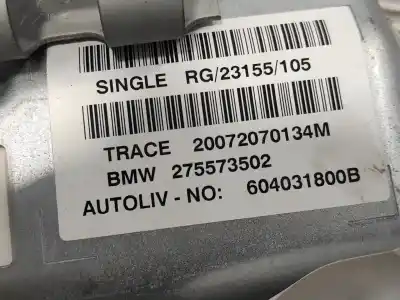 SINGLE RG/23155/105
TRACE 20072070134M
BMW 275573502
AUTOLIV - NO: 604031800B